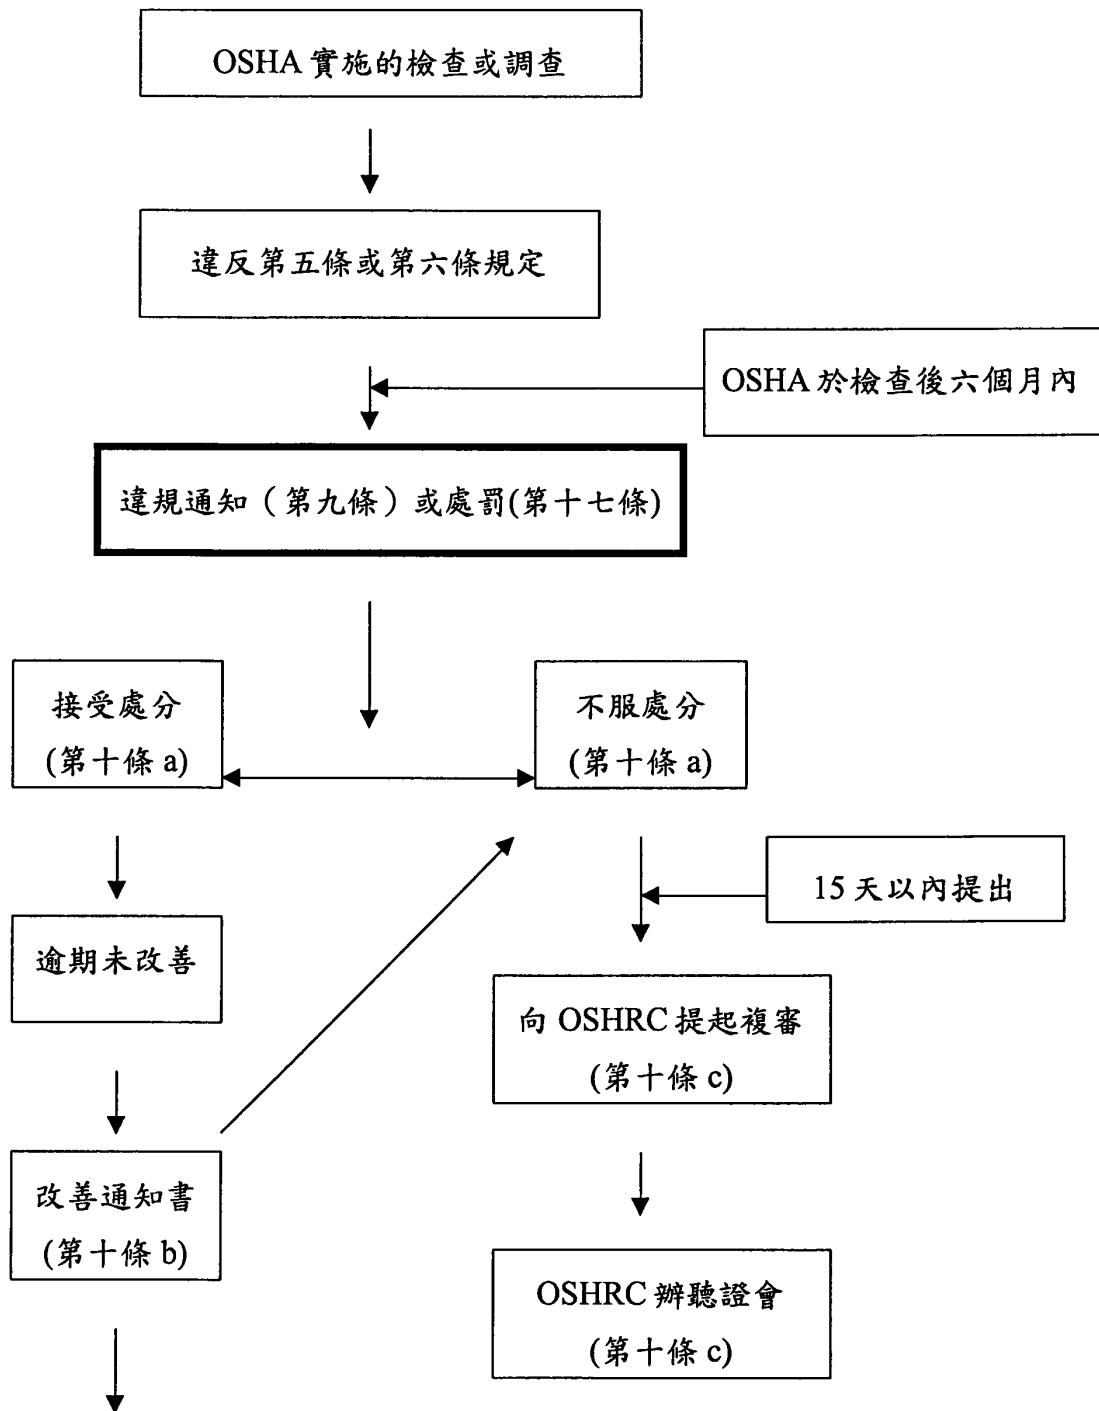 OSHA 實施的檢查或調查
違反第五條或第六條規定
OSHA 於檢查後六個月內
違規通知（第九條）或處罰(第十七條)
接受處分
(第十條 a)
不服處分
(第十條 a)
15 天以內提出
逾期未改善
向 OSHRC 提起複審
(第十條 c)
改善通知書
(第十條 b)
OSHRC 辦聽證會
(第十條 c)